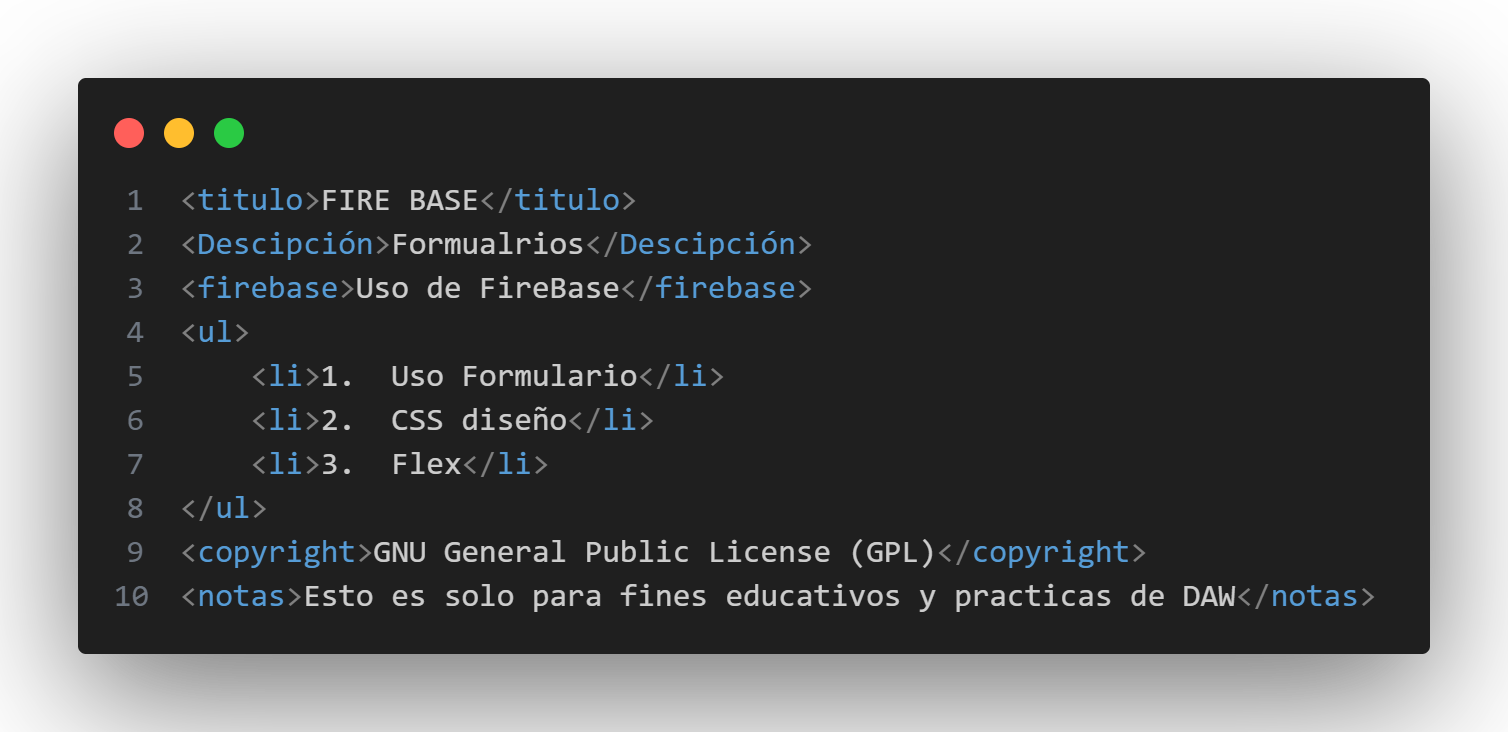 1 <titulo>FIRE BASE</titulo>
2 <Descipción>Formualrios</Descipción>
3 <firebase>Uso de FireBase</firebase>
4 <ul>
5     <li>1.  Uso Formulario</li>
6     <li>2.  CSS diseño</li>
7     <li>3.  Flex</li>
8 </ul>
9 <copyright>GNU General Public License (GPL)</copyright>
10 <notas>Esto es solo para fines educativos y practicas de DAW</notas>